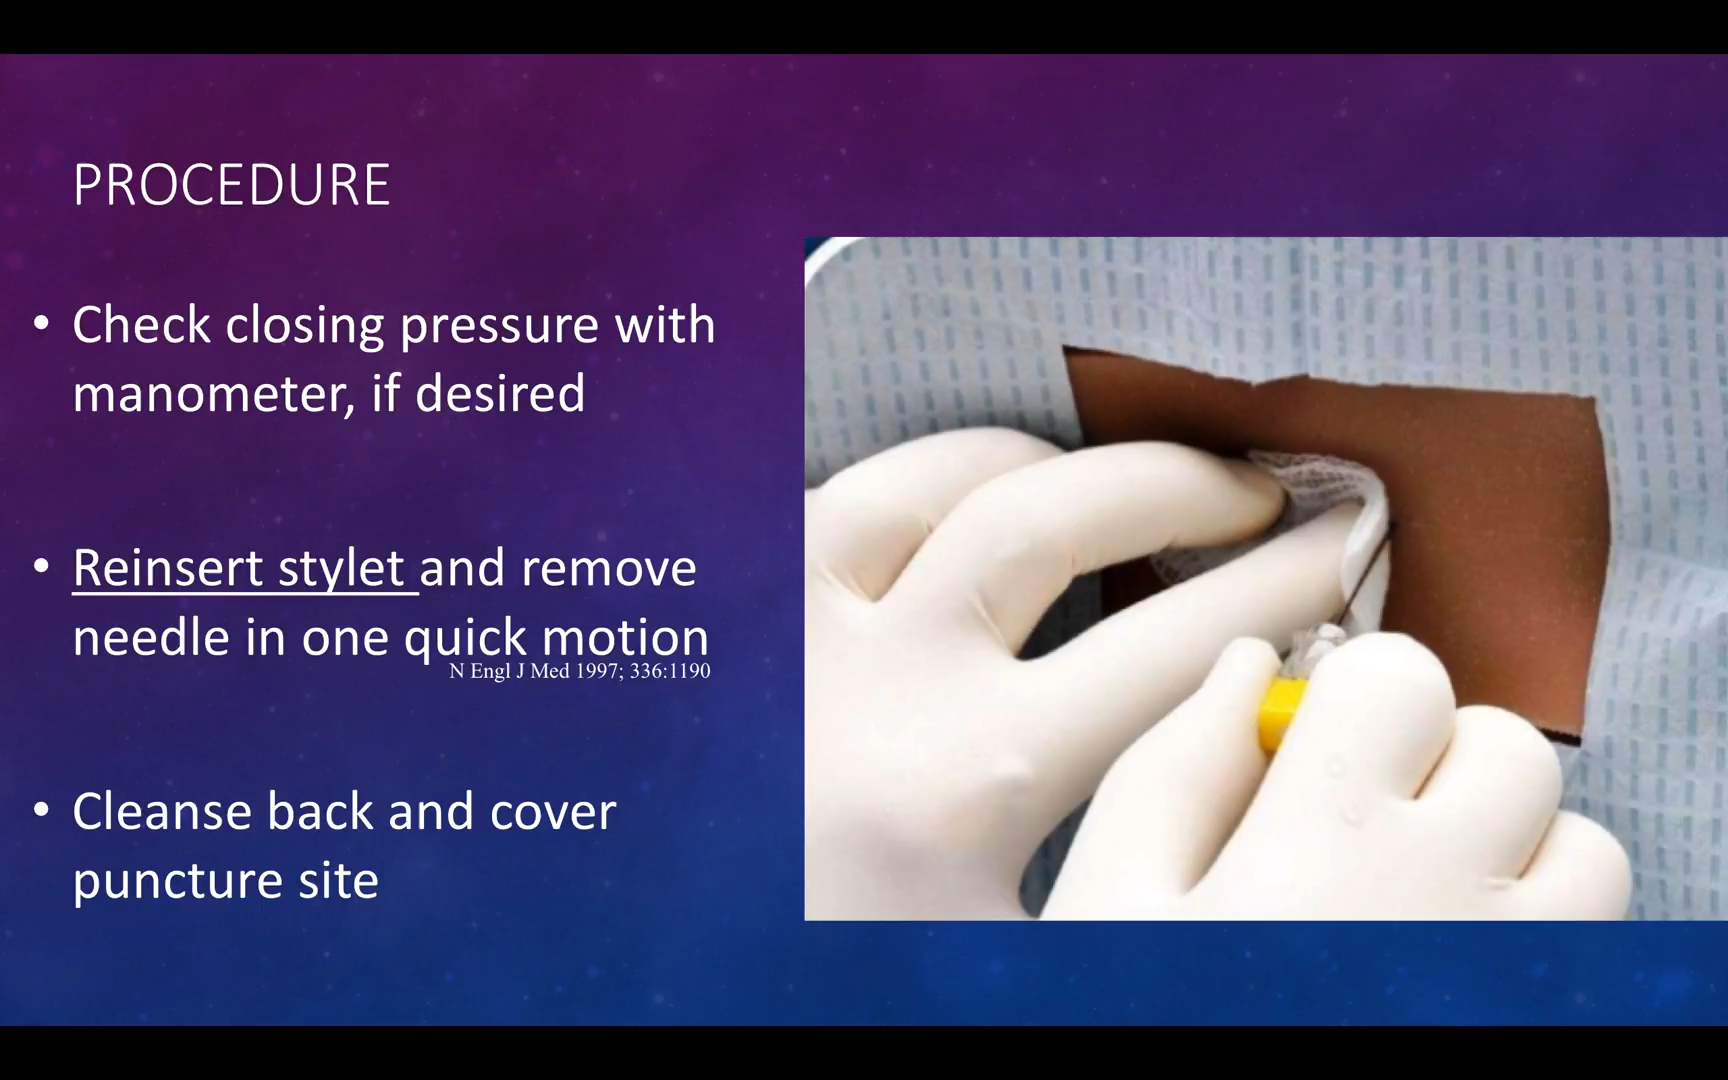 PROCEDURE
• Check closing pressure with
manometer, if desired
• Reinsert stylet and remove
needle in one quick motion
N Engl J Med 1997; 336:1190
• Cleanse back and cover
puncture site